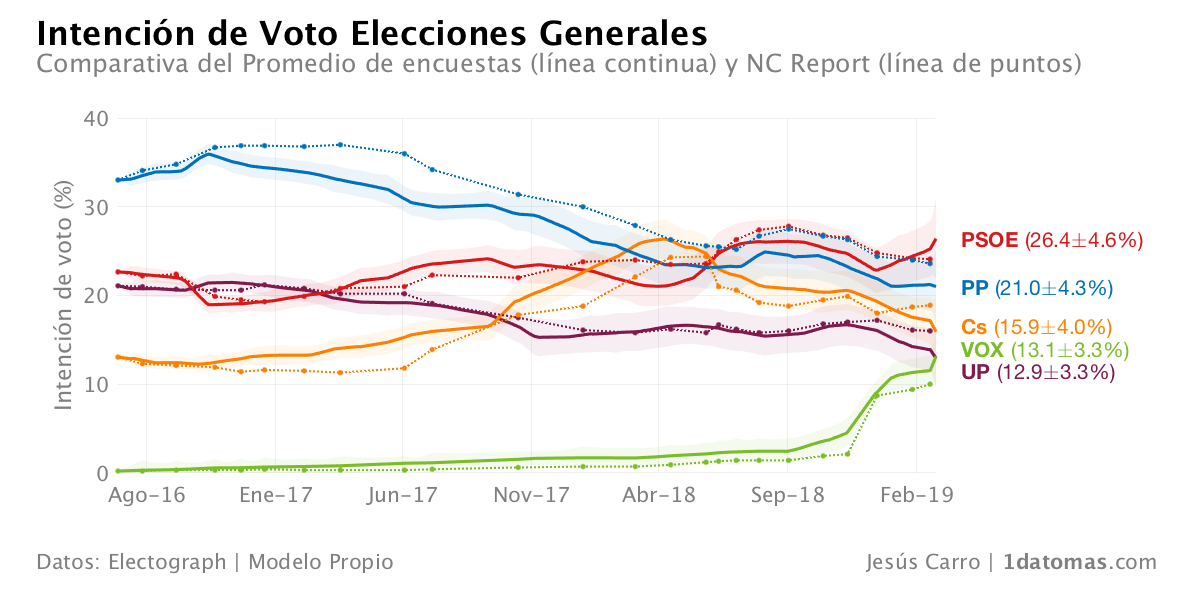 Intención de Voto Elecciones Generales
Comparativa del Promedio de encuestas (línea continua) y NC Report (línea de puntos)
Intención de voto (%)
40
30
20
10
0
Ago-16 Ene-17 Jun-17 Nov-17 Abr-18 Sep-18 Feb-19
PSOE (26.4±4.6%)
PP (21.0±4.3%)
Cs (15.9±4.0%)
VOX (13.1±3.3%)
UP (12.9±3.3%)
Datos: Electograph | Modelo Propio
Jesús Carro | 1datomas.com